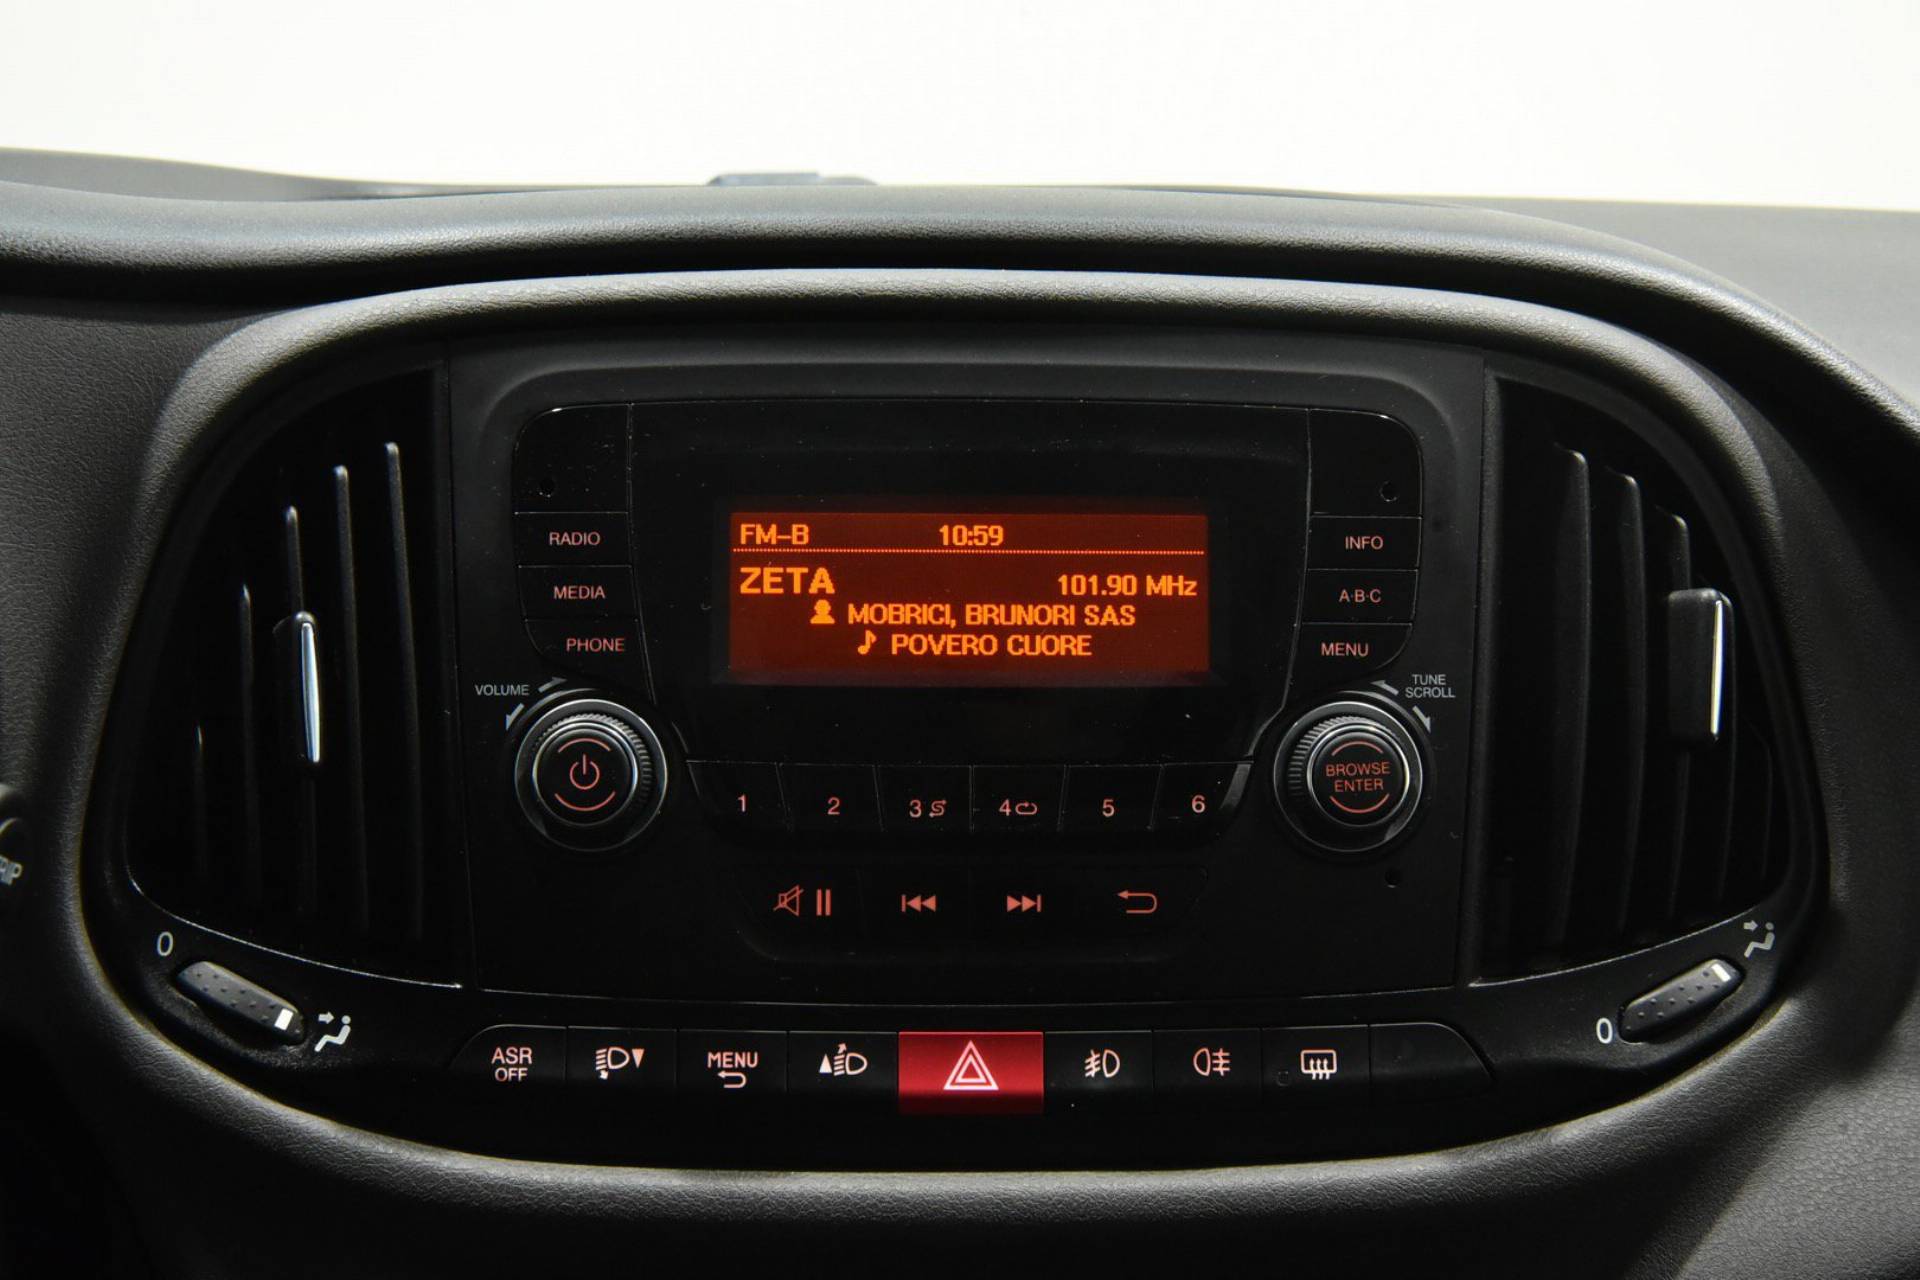 FM-B 10:59
ZETA 101.90 MHz
MOBRICI, BRUNORI SAS
POVERO CUORE
RADIO
MEDIA
PHONE
INFO
A·B·C
MENU
VOLUME
TUNE
SCROLL
BROWSE
ENTER
1 2 3 4 5 6
0
0
ASR
OFF
MENU